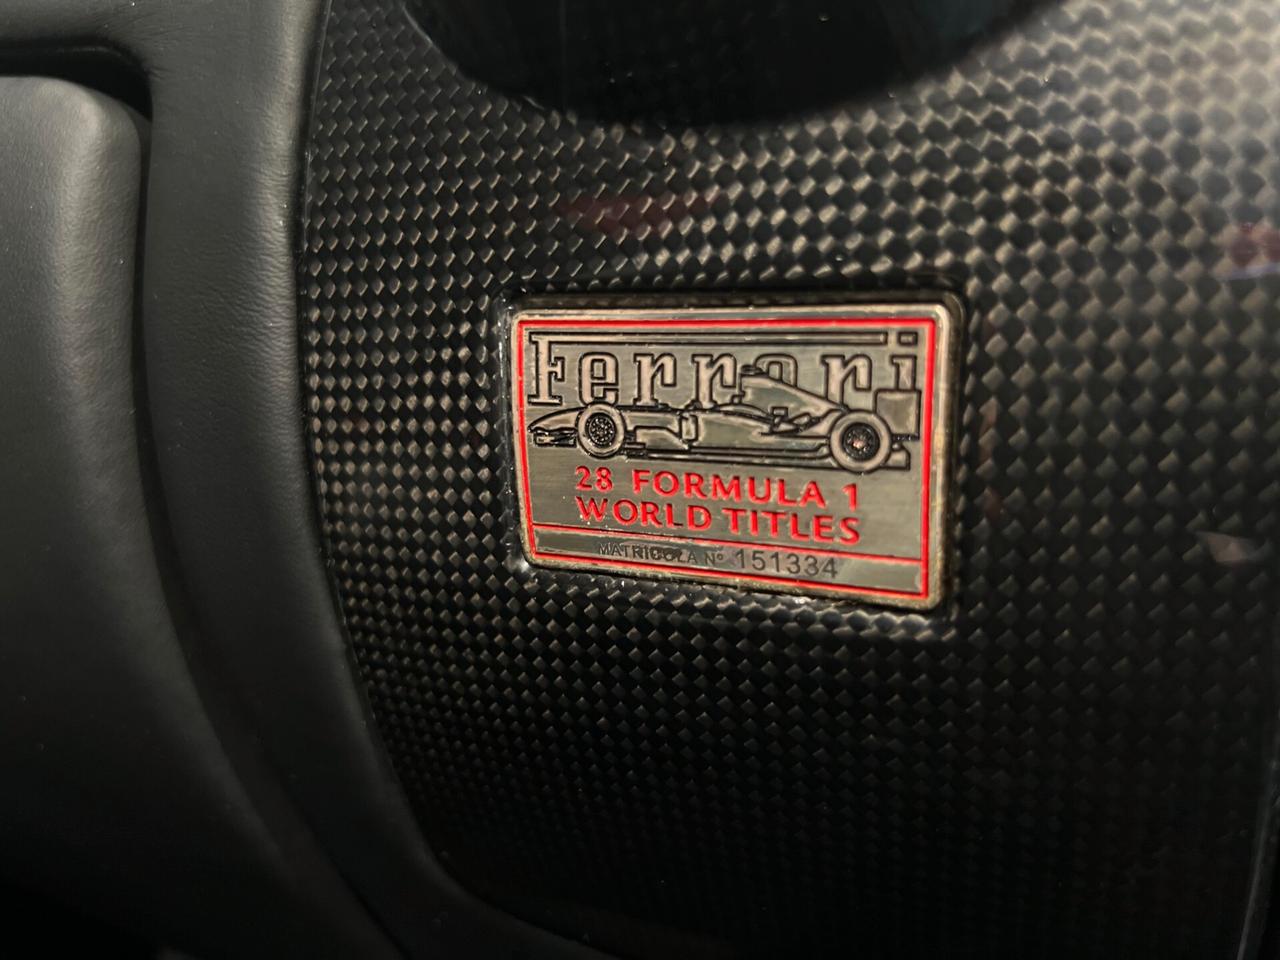 Ferrari
28 FORMULA 1
WORLD TITLES
MATRICOLA Nº 151334